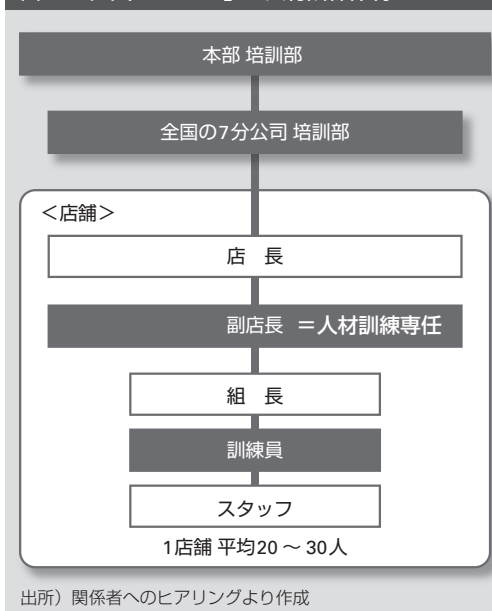 本部 培訓部
全国の7分公司 培訓部
＜店舗＞
店　長
副店長　＝人材訓練専任
組　長
訓練員
スタッフ
1店舗 平均20 ～ 30人
出所）関係者へのヒアリングより作成